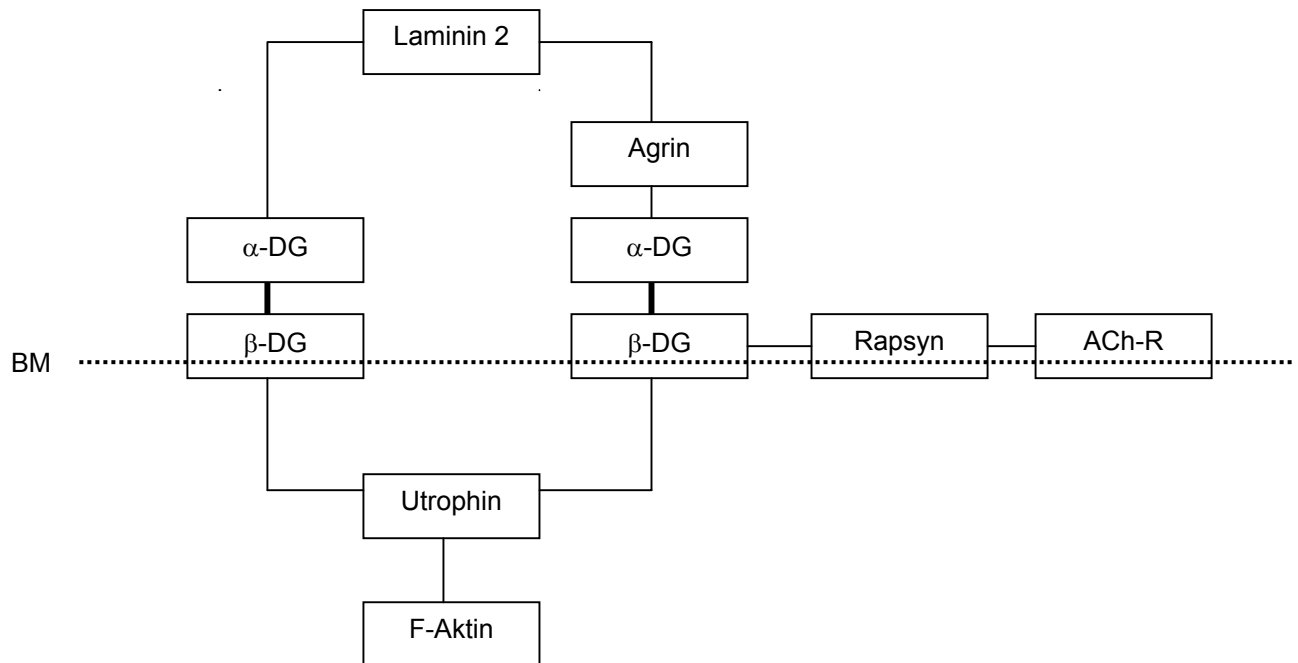 Laminin 2
Agrin
α-DG
α-DG
β-DG
β-DG
Rapsyn
ACh-R
BM
Utrophin
F-Aktin